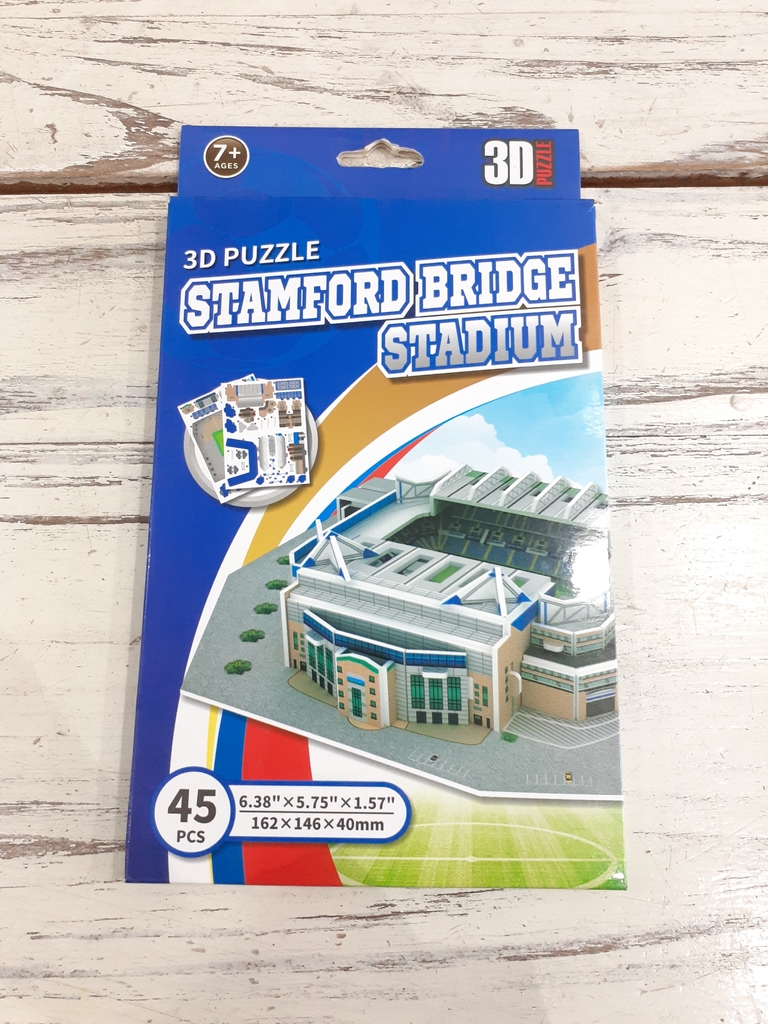 7+
AGES
3D PUZZLE
3D PUZZLE
STAMFORD BRIDGE
STADIUM
45
PCS
6.38"×5.75"×1.57"
162×146×40mm